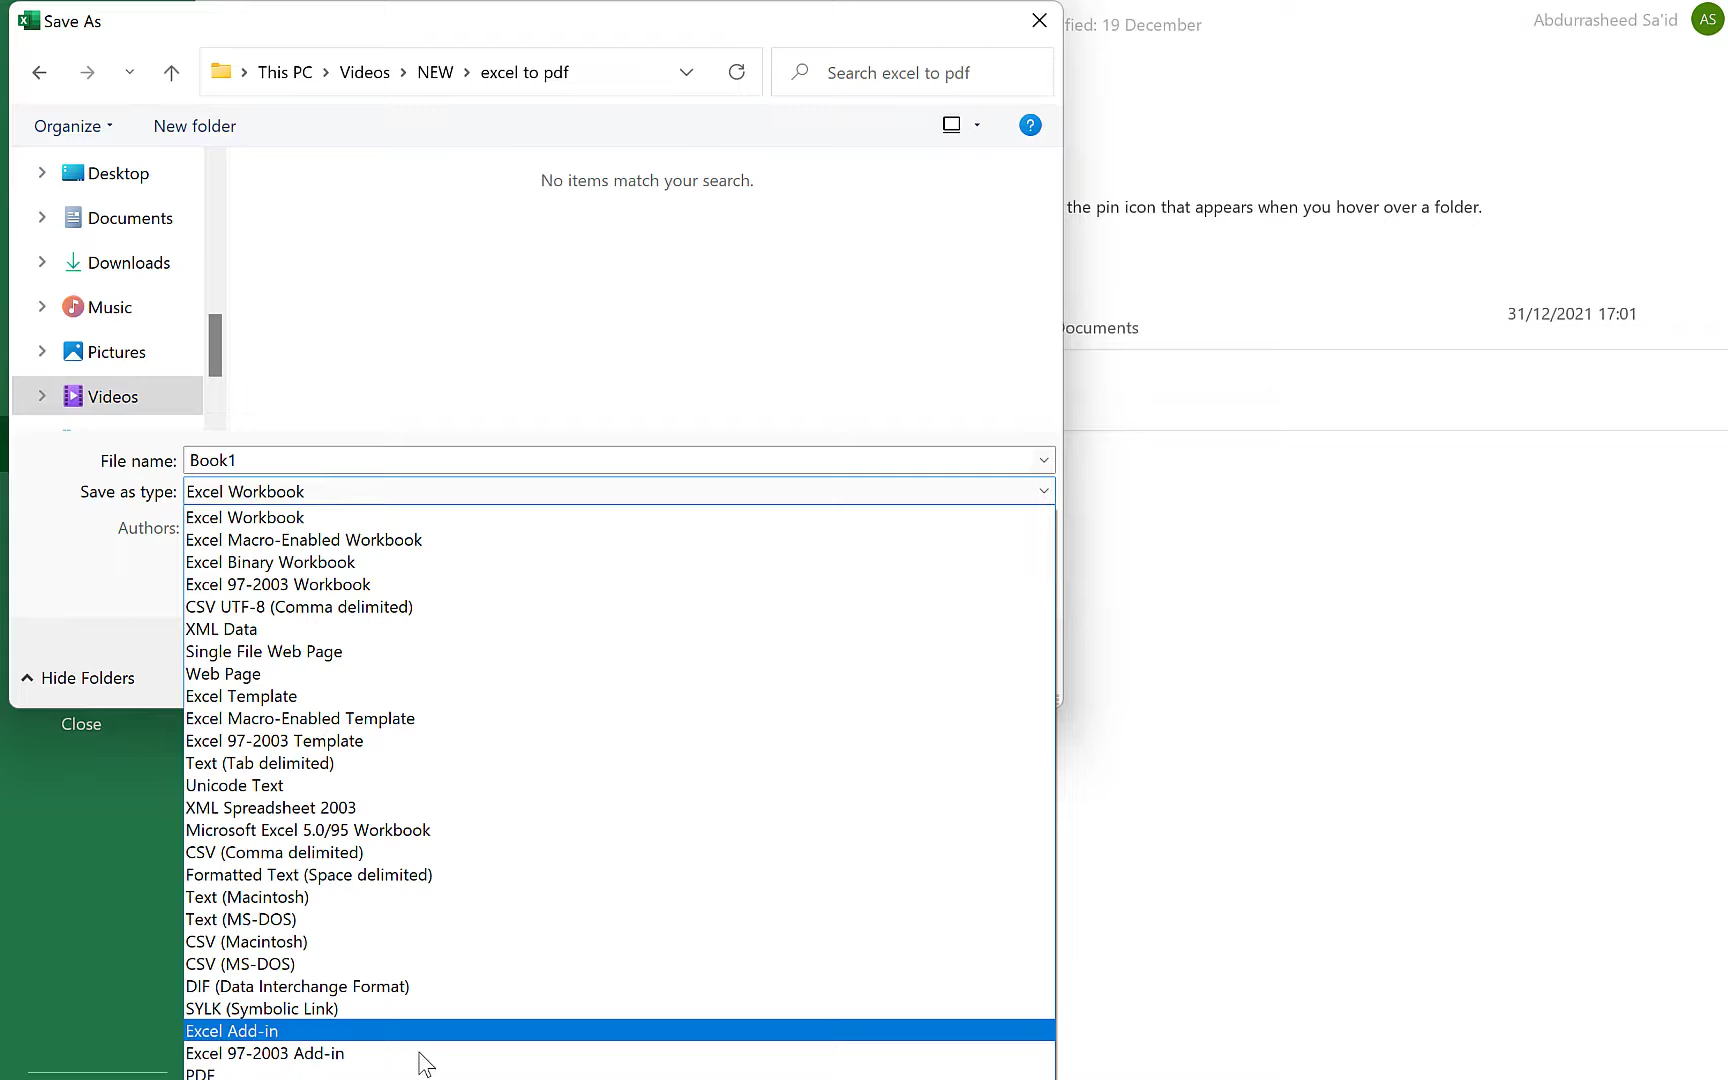 Save As
fied: 19 December
Abdurrasheed Sa'id
AS
This PC > Videos > NEW > excel to pdf
Search excel to pdf
Organize
New folder
?
Desktop
No items match your search.
Documents
the pin icon that appears when you hover over a folder.
Downloads
Music
31/12/2021 17:01
ocuments
Pictures
Videos
File name: Book1
Save as type: Excel Workbook
Authors:
Excel Workbook
Excel Macro-Enabled Workbook
Excel Binary Workbook
Excel 97-2003 Workbook
CSV UTF-8 (Comma delimited)
XML Data
Single File Web Page
Web Page
Excel Template
Excel Macro-Enabled Template
Excel 97-2003 Template
Text (Tab delimited)
Unicode Text
XML Spreadsheet 2003
Microsoft Excel 5.0/95 Workbook
CSV (Comma delimited)
Formatted Text (Space delimited)
Text (Macintosh)
Text (MS-DOS)
CSV (Macintosh)
CSV (MS-DOS)
DIF (Data Interchange Format)
SYLK (Symbolic Link)
Excel Add-in
Excel 97-2003 Add-in
PDF
Hide Folders
Close